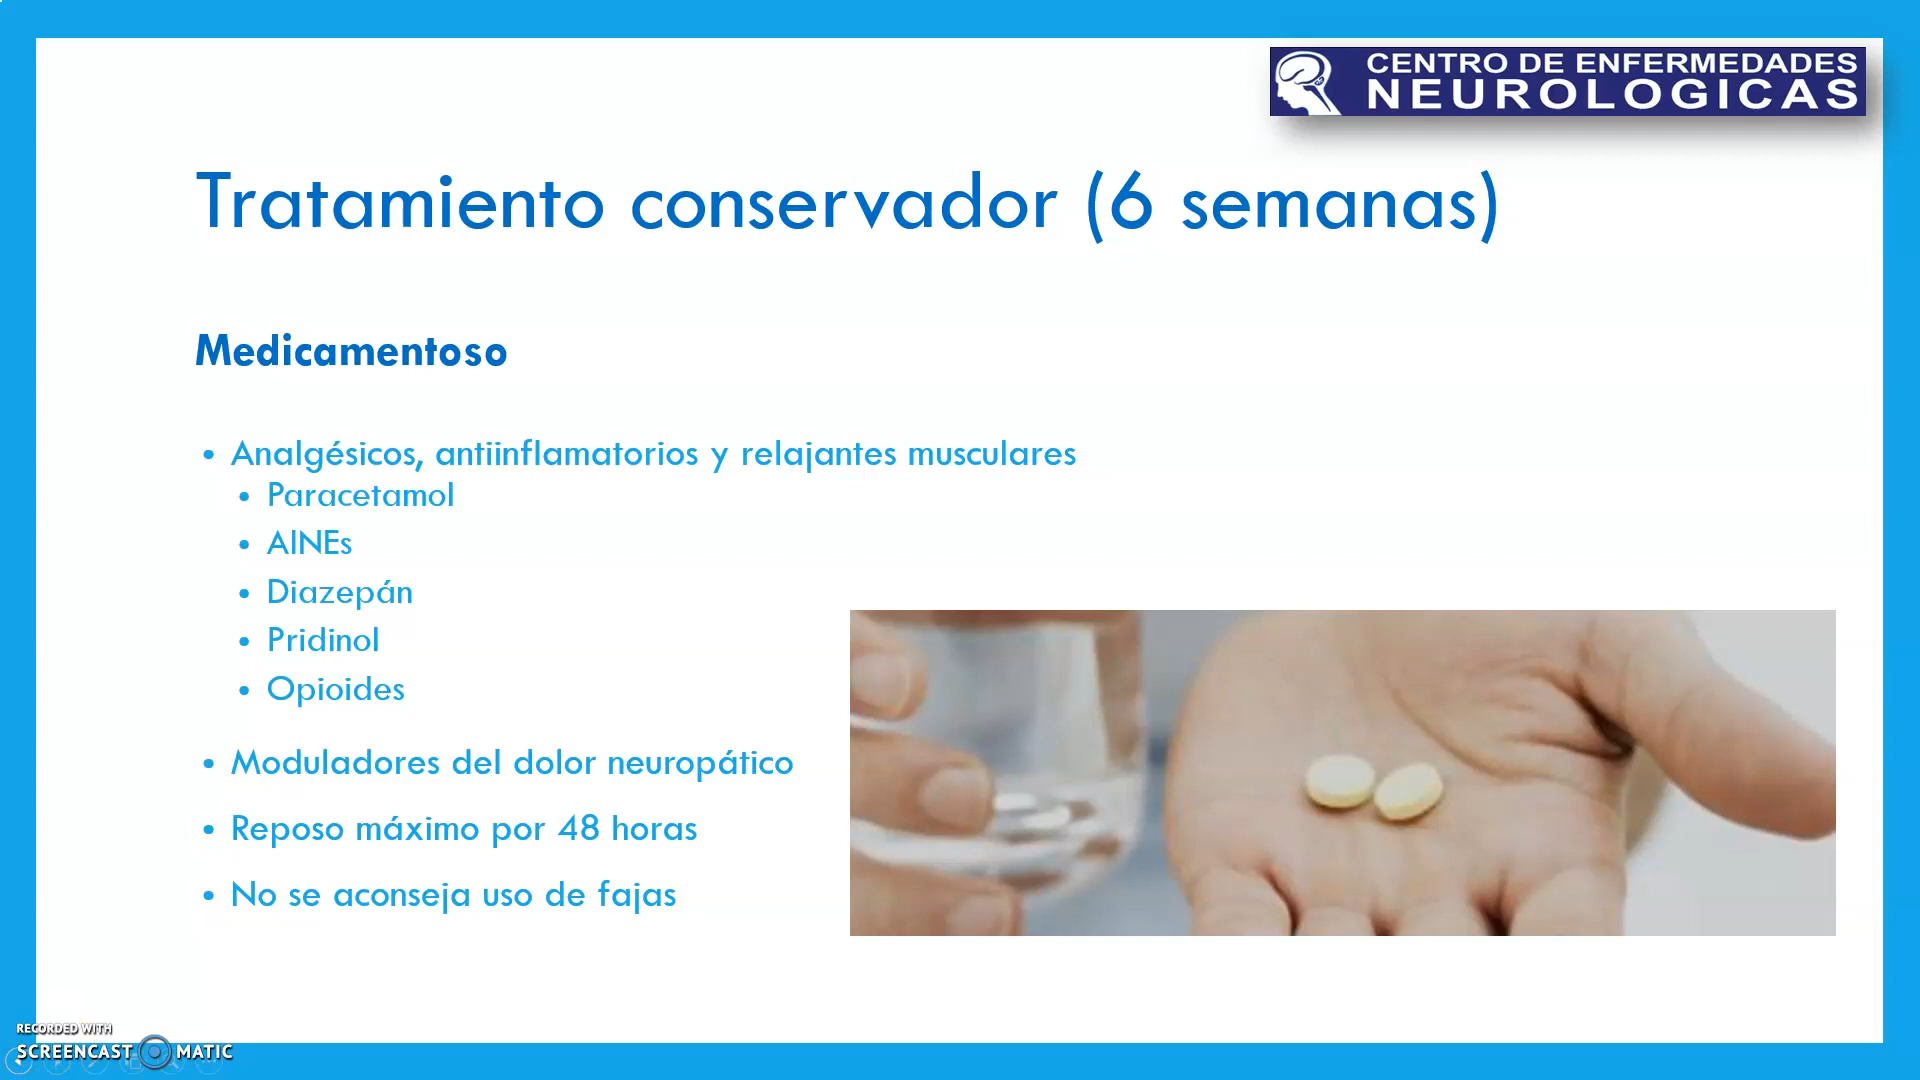 CENTRO DE ENFERMEDADES
NEUROLOGICAS
Tratamiento conservador (6 semanas)
Medicamentoso
• Analgésicos, antiinflamatorios y relajantes musculares
• Paracetamol
• AINEs
• Diazepán
• Pridinol
• Opioides
• Moduladores del dolor neuropático
• Reposo máximo por 48 horas
• No se aconseja uso de fajas
RECORDED WITH
SCREENCAST MATIC